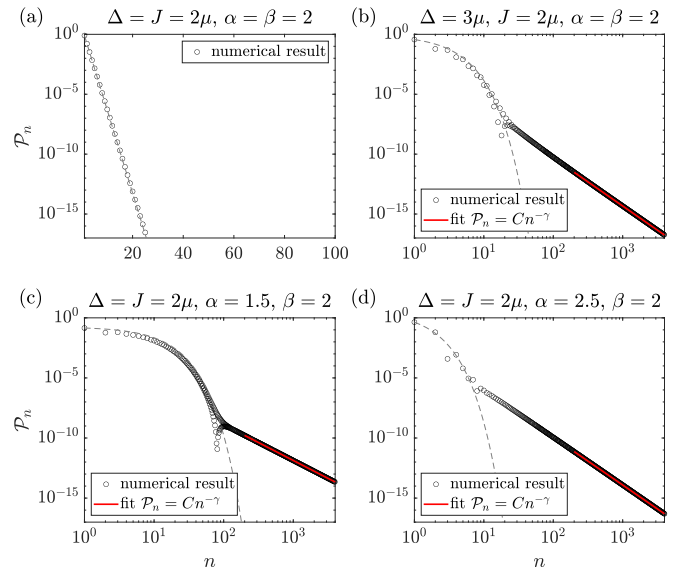 (a) Δ = J = 2μ, α = β = 2
10^0
10^-5
10^-10
10^-15
𝒫_n
numerical result
20 40 60 80 100
(b) Δ = 3μ, J = 2μ, α = β = 2
10^0
10^-5
10^-10
10^-15
numerical result
fit 𝒫_n = Cn^-γ
10^0 10^1 10^2 10^3
(c) Δ = J = 2μ, α = 1.5, β = 2
10^0
10^-5
10^-10
10^-15
𝒫_n
numerical result
fit 𝒫_n = Cn^-γ
10^0 10^1 10^2 10^3
n
(d) Δ = J = 2μ, α = 2.5, β = 2
10^0
10^-5
10^-10
10^-15
numerical result
fit 𝒫_n = Cn^-γ
10^0 10^1 10^2 10^3
n